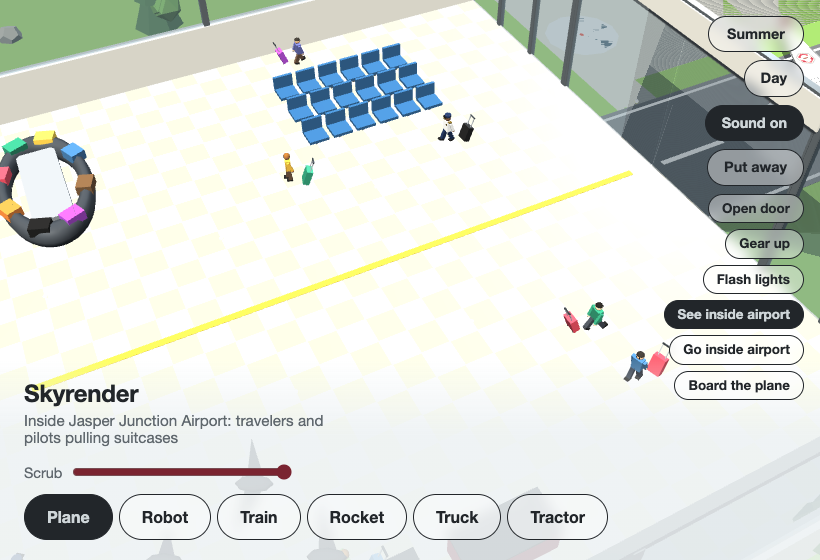 Summer
Day
Sound on
Put away
Open door
Gear up
Flash lights
See inside airport
Go inside airport
Board the plane
Skyrender
Inside Jasper Junction Airport: travelers and
pilots pulling suitcases
Scrub
Plane
Robot
Train
Rocket
Truck
Tractor